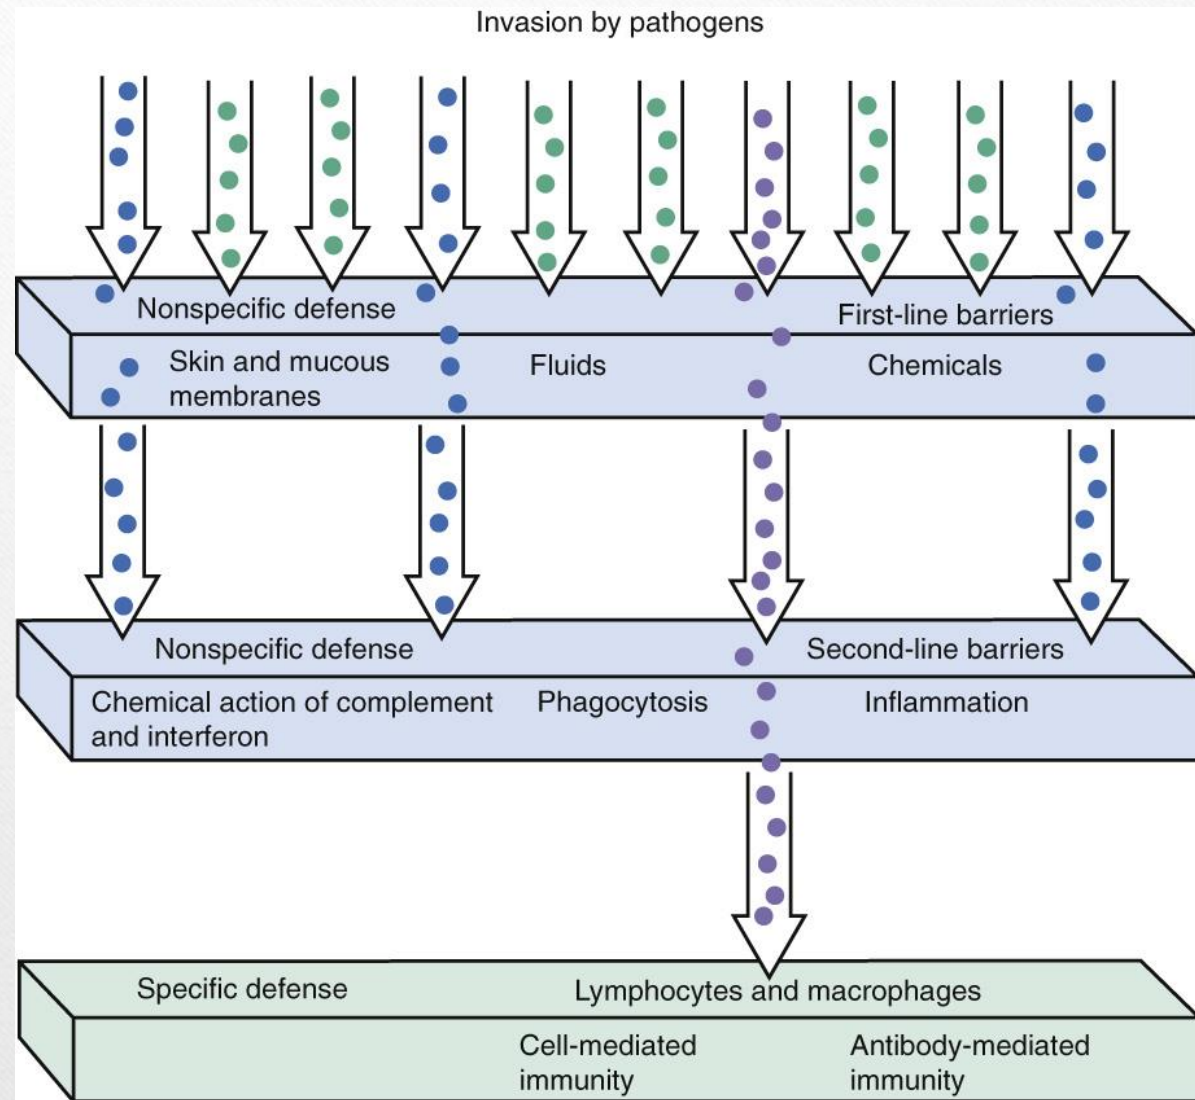 Invasion by pathogens
Nonspecific defense
First-line barriers
Skin and mucous
membranes
Fluids
Chemicals
Nonspecific defense
Second-line barriers
Chemical action of complement
and interferon
Phagocytosis
Inflammation
Specific defense
Lymphocytes and macrophages
Cell-mediated
immunity
Antibody-mediated
immunity